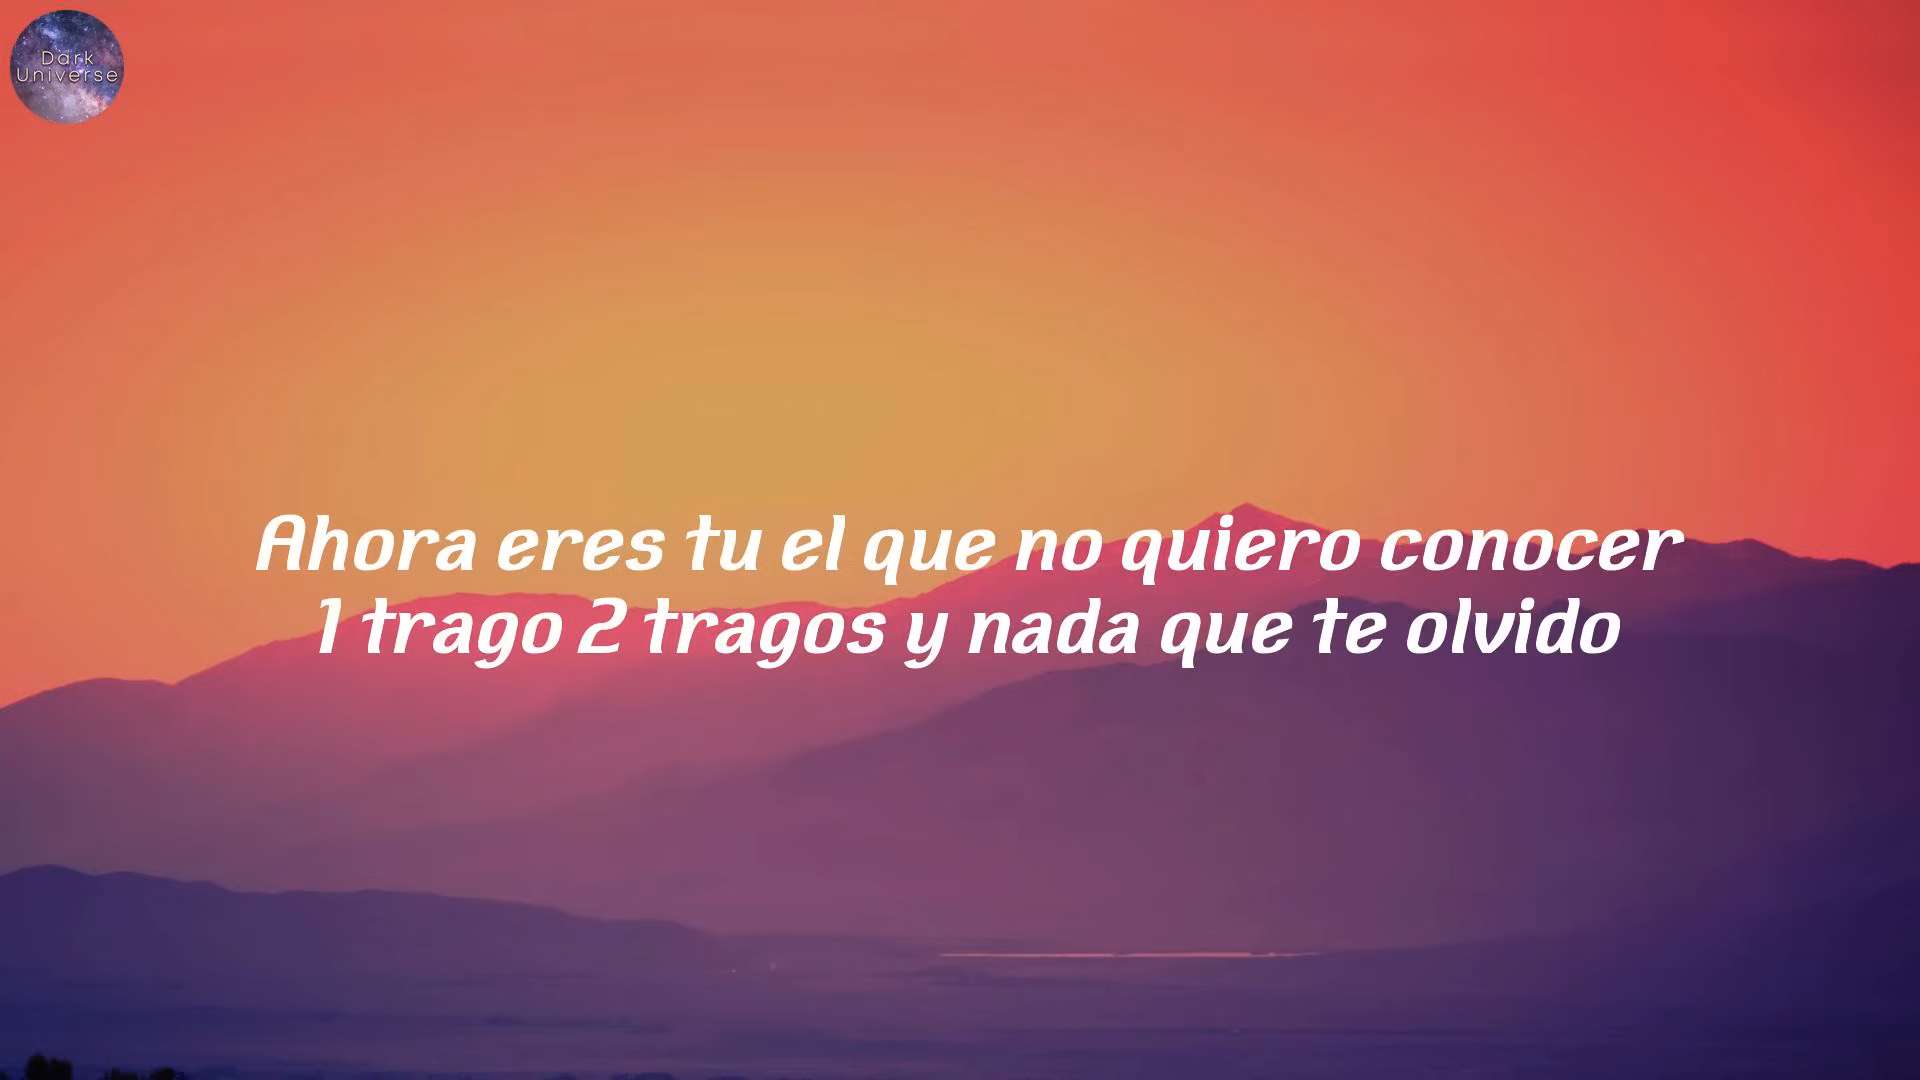 Dark
Universe
Ahora eres tu el que no quiero conocer
1 trago 2 tragos y nada que te olvido